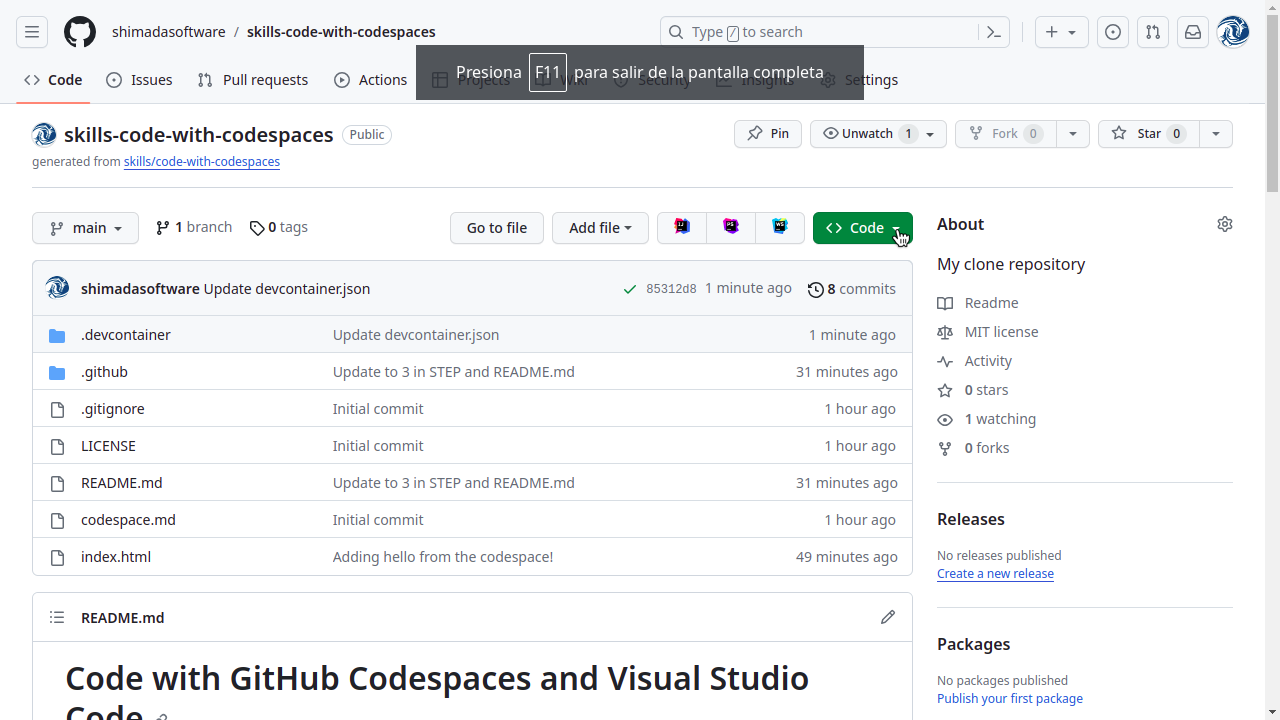 shimadasoftware / skills-code-with-codespaces
Type / to search
Code Issues Pull requests Actions Projects Wiki Security Insights Settings
Presiona F11 para salir de la pantalla completa
skills-code-with-codespaces Public
Pin Unwatch 1 Fork 0 Star 0
generated from skills/code-with-codespaces
main 1 branch 0 tags Go to file Add file Code
shimadasoftware Update devcontainer.json 85312d8 1 minute ago 8 commits
.devcontainer Update devcontainer.json 1 minute ago
.github Update to 3 in STEP and README.md 31 minutes ago
.gitignore Initial commit 1 hour ago
LICENSE Initial commit 1 hour ago
README.md Update to 3 in STEP and README.md 31 minutes ago
codespace.md Initial commit 1 hour ago
index.html Adding hello from the codespace! 49 minutes ago
README.md
Code with GitHub Codespaces and Visual Studio
Code
About
My clone repository
Readme
MIT license
Activity
0 stars
1 watching
0 forks
Releases
No releases published
Create a new release
Packages
No packages published
Publish your first package